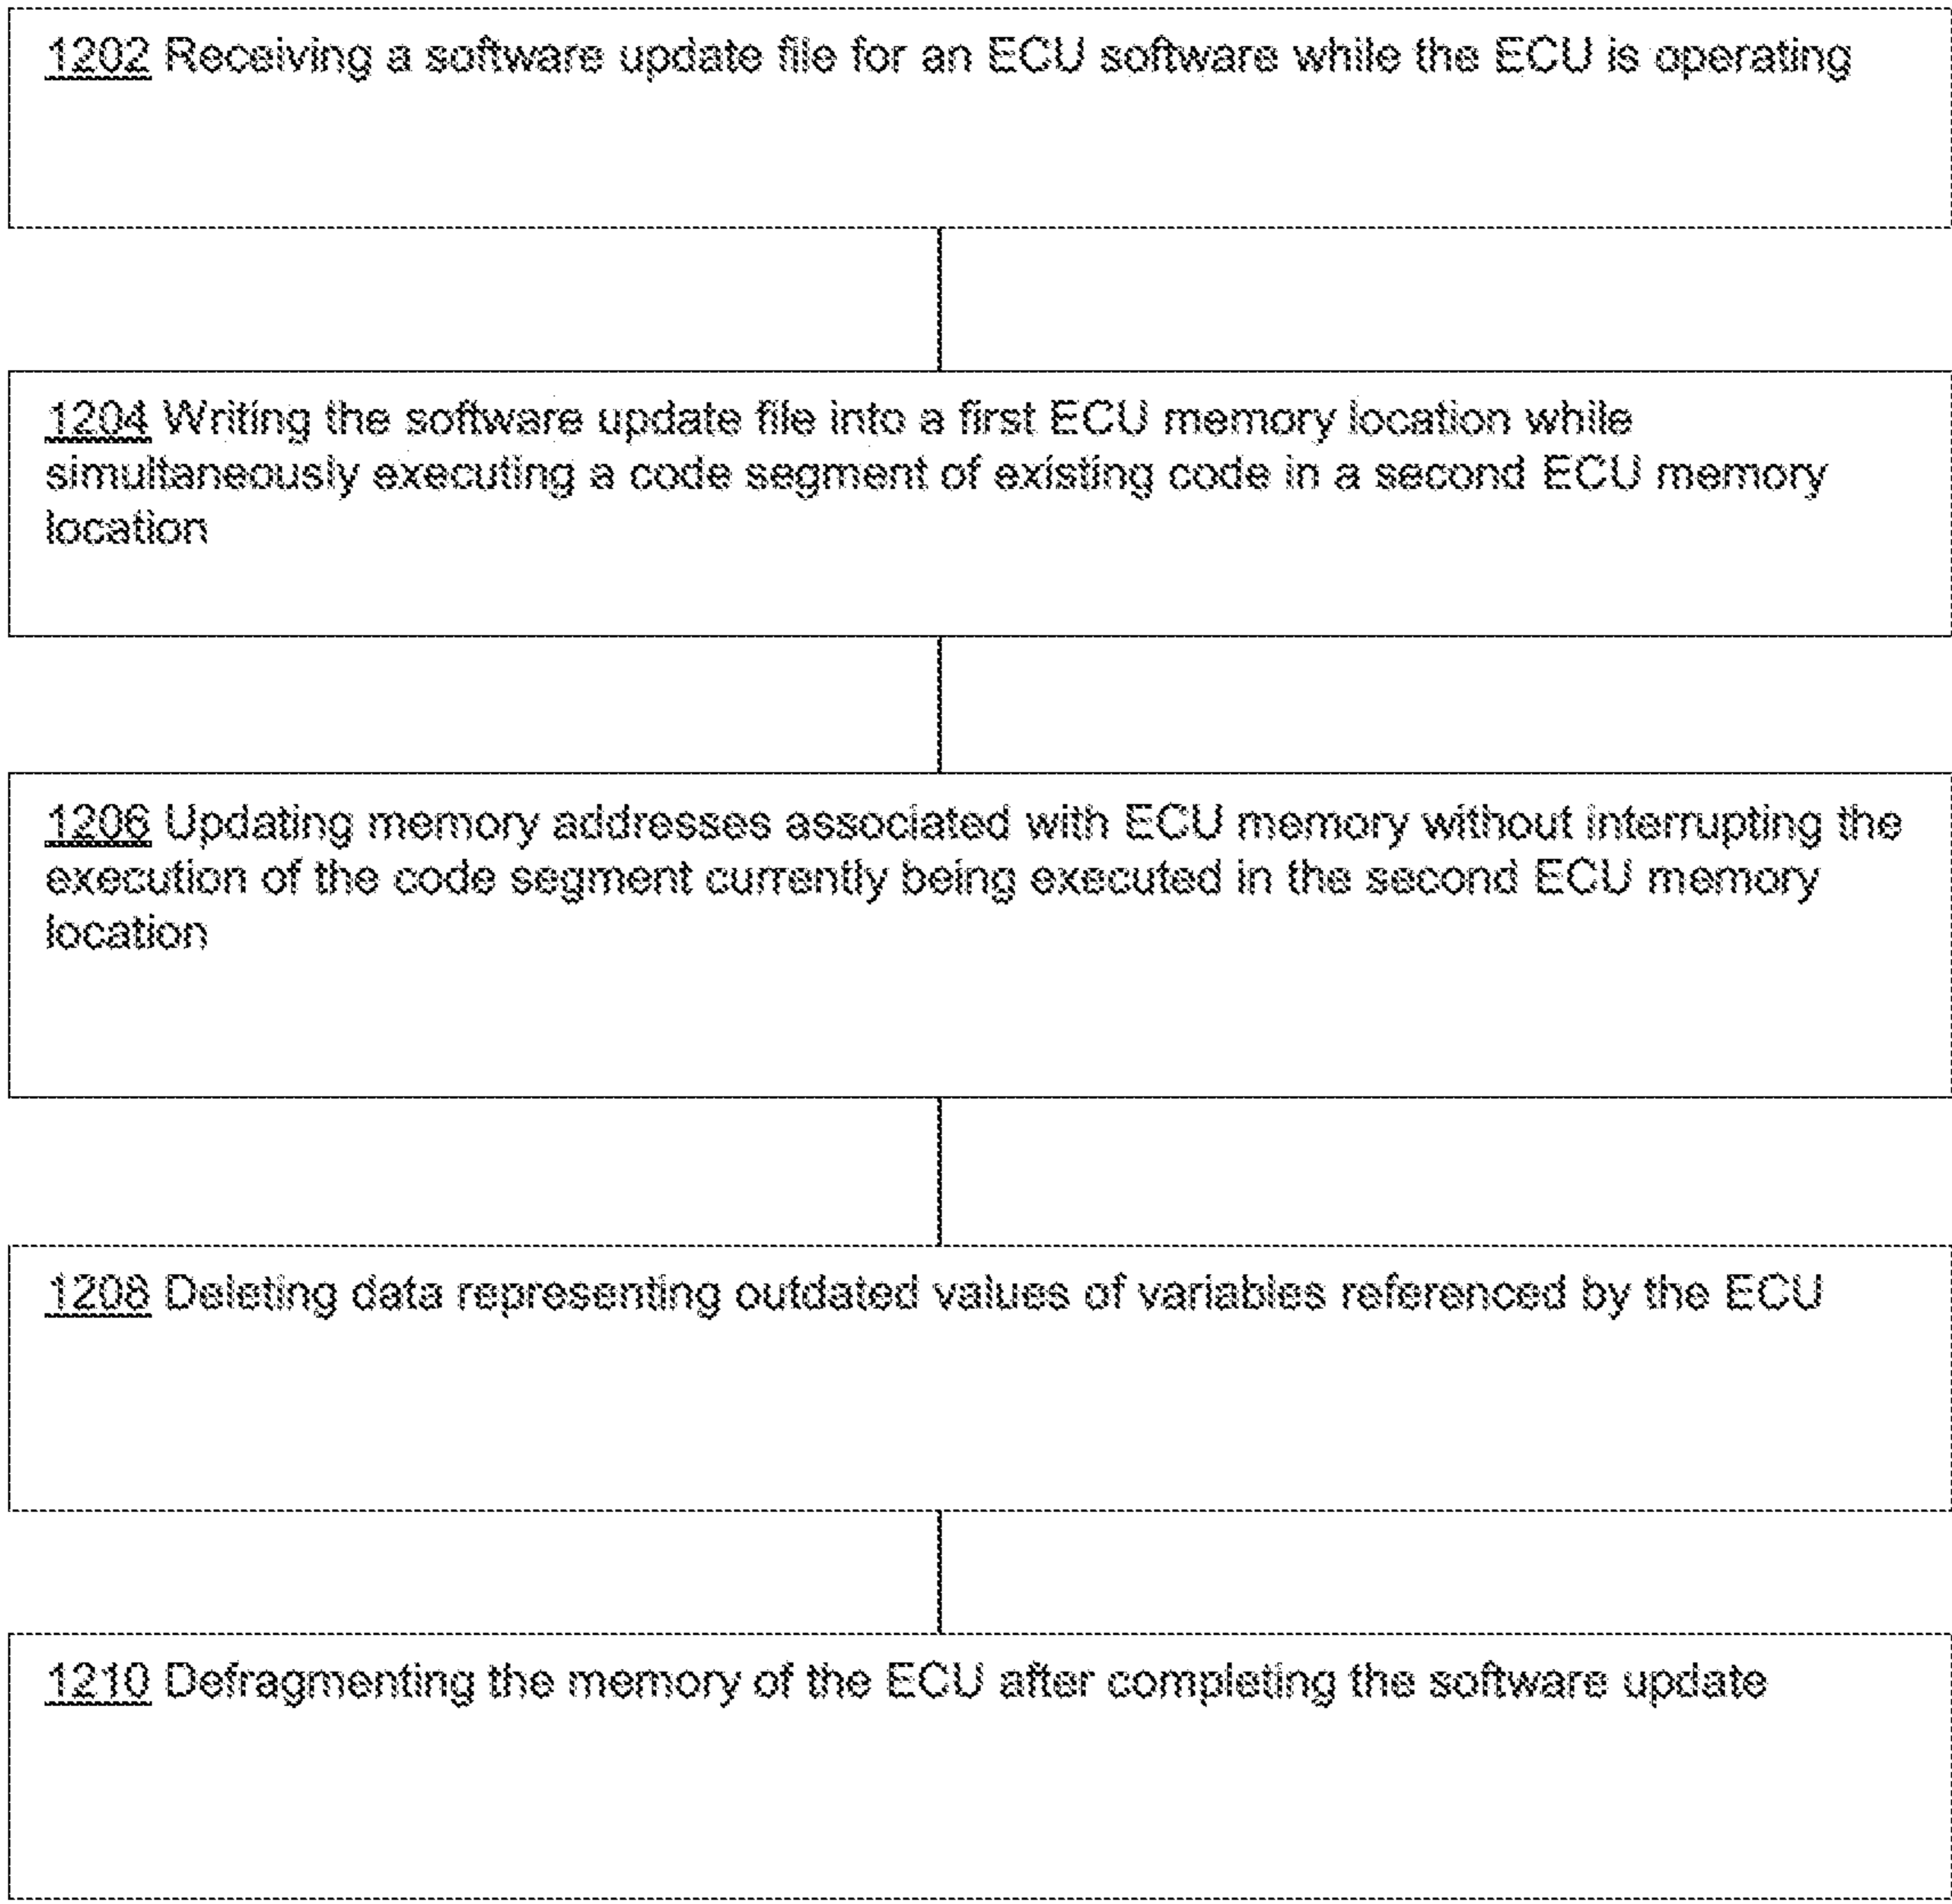 1202 Receiving a software update file for an ECU software while the ECU is operating
1204 Writing the software update file into a first ECU memory location while
simultaneously executing a code segment of existing code in a second ECU memory
location
1206 Updating memory addresses associated with ECU memory without interrupting the
execution of the code segment currently being executed in the second ECU memory
location
1208 Deleting data representing outdated values of variables referenced by the ECU
1210 Defragmenting the memory of the ECU after completing the software update